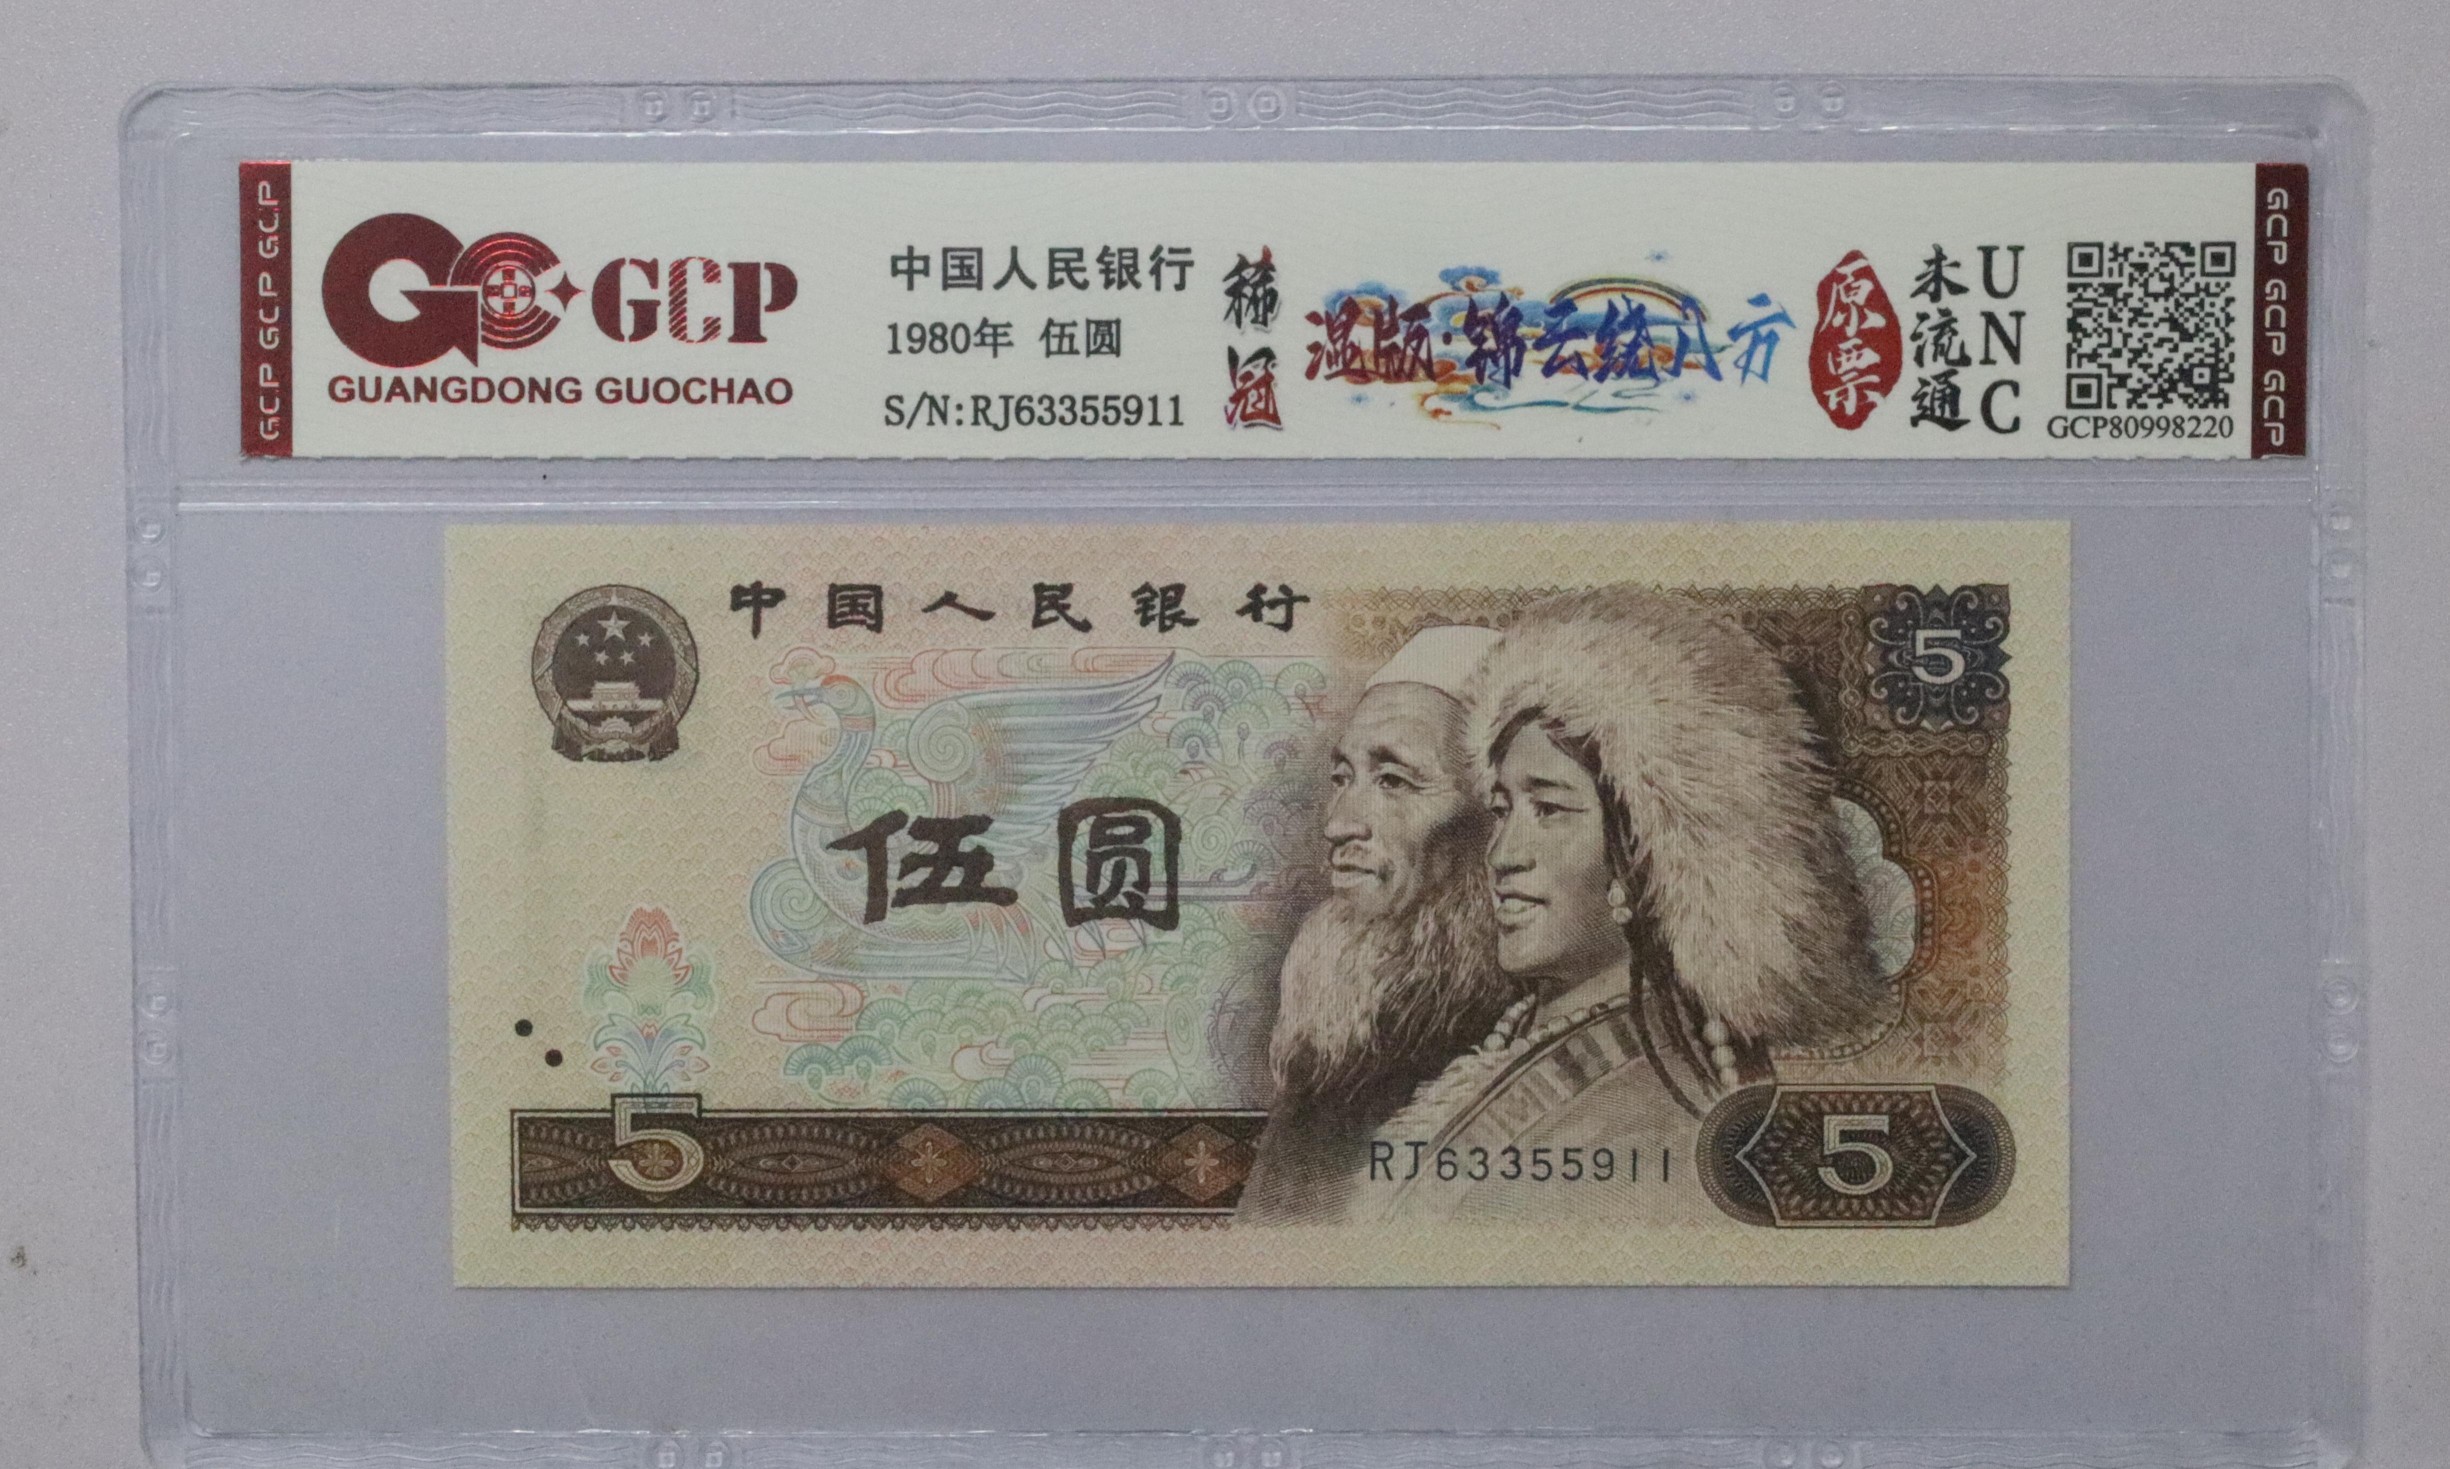 GCP GCP GCP
GCP
GUANGDONG GUOCHAO
中国人民银行
1980年 伍圆
S/N:RJ63355911
稀冠
温版·锦云绕八方
原票
未流通
UNC
GCP80998220
GCP GCP GCP
中国人民银行
5
伍圆
5
RJ63355911
5